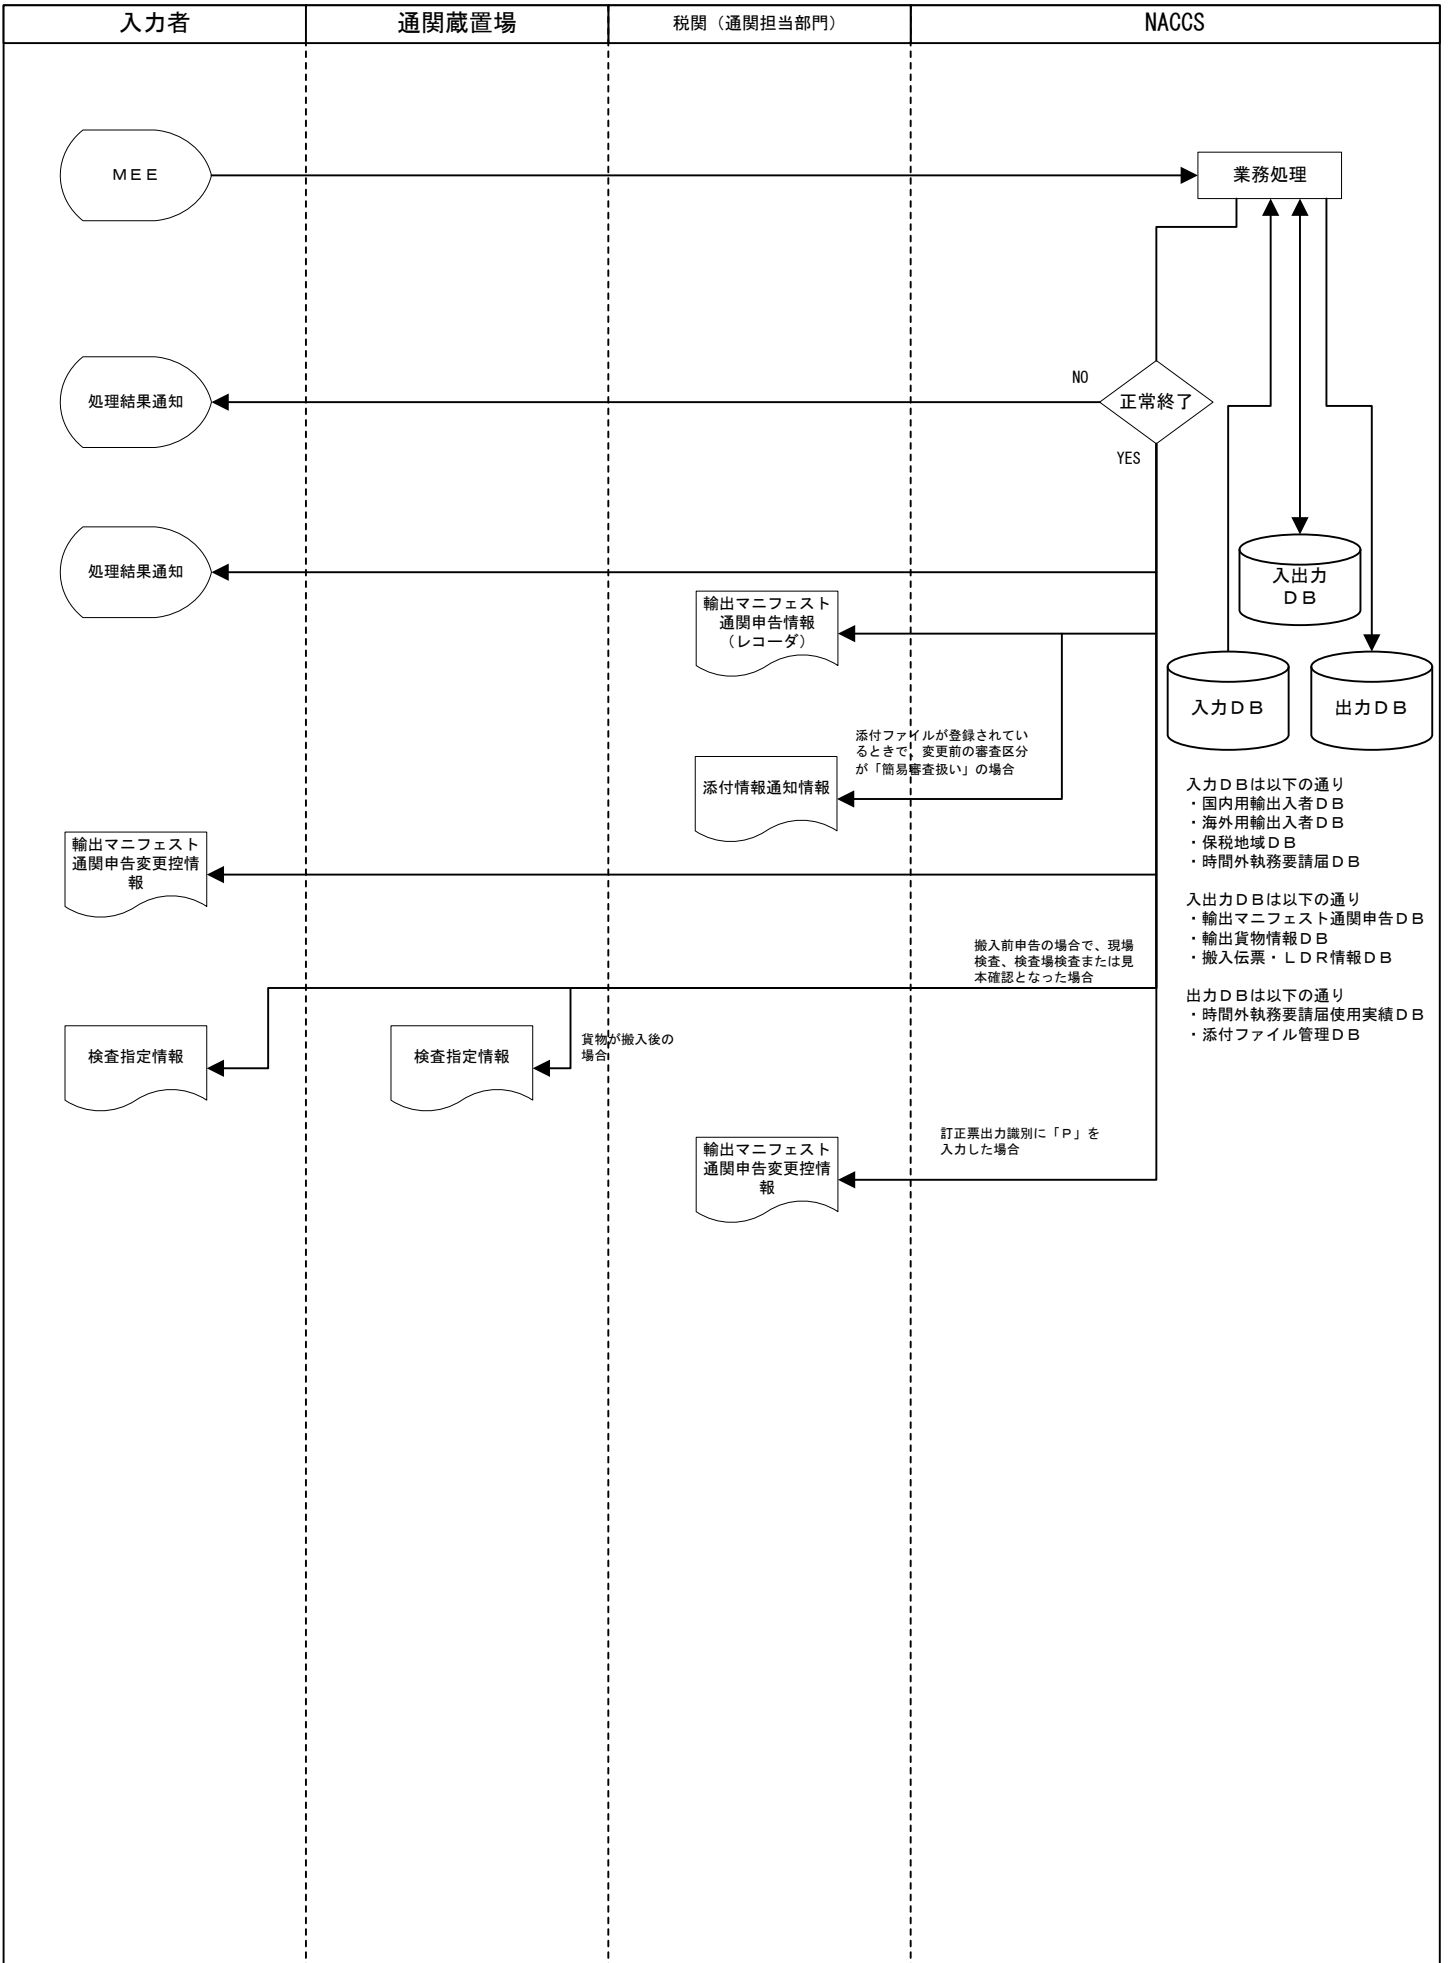 入力者
通関蔵置場
税関（通関担当部門）
NACCS
ＭＥＥ
業務処理
処理結果通知
NO
正常終了
YES
処理結果通知
輸出マニフェスト
通関申告情報
（レコーダ）
入出力
ＤＢ
入力ＤＢ
出力ＤＢ
添付ファイルが登録されてい
るときで、変更前の審査区分
が「簡易審査扱い」の場合
添付情報通知情報
入力ＤＢは以下の通り
・国内用輸出入者ＤＢ
・海外用輸出入者ＤＢ
・保税地域ＤＢ
・時間外執務要請届ＤＢ
輸出マニフェスト
通関申告変更控情
報
入出力ＤＢは以下の通り
・輸出マニフェスト通関申告ＤＢ
・輸出貨物情報ＤＢ
・搬入伝票・ＬＤＲ情報ＤＢ
搬入前申告の場合で、現場
検査、検査場検査または見
本確認となった場合
出力ＤＢは以下の通り
・時間外執務要請届使用実績ＤＢ
・添付ファイル管理ＤＢ
検査指定情報
検査指定情報
貨物が搬入後の
場合
輸出マニフェスト
通関申告変更控情
報
訂正票出力識別に「Ｐ」を
入力した場合